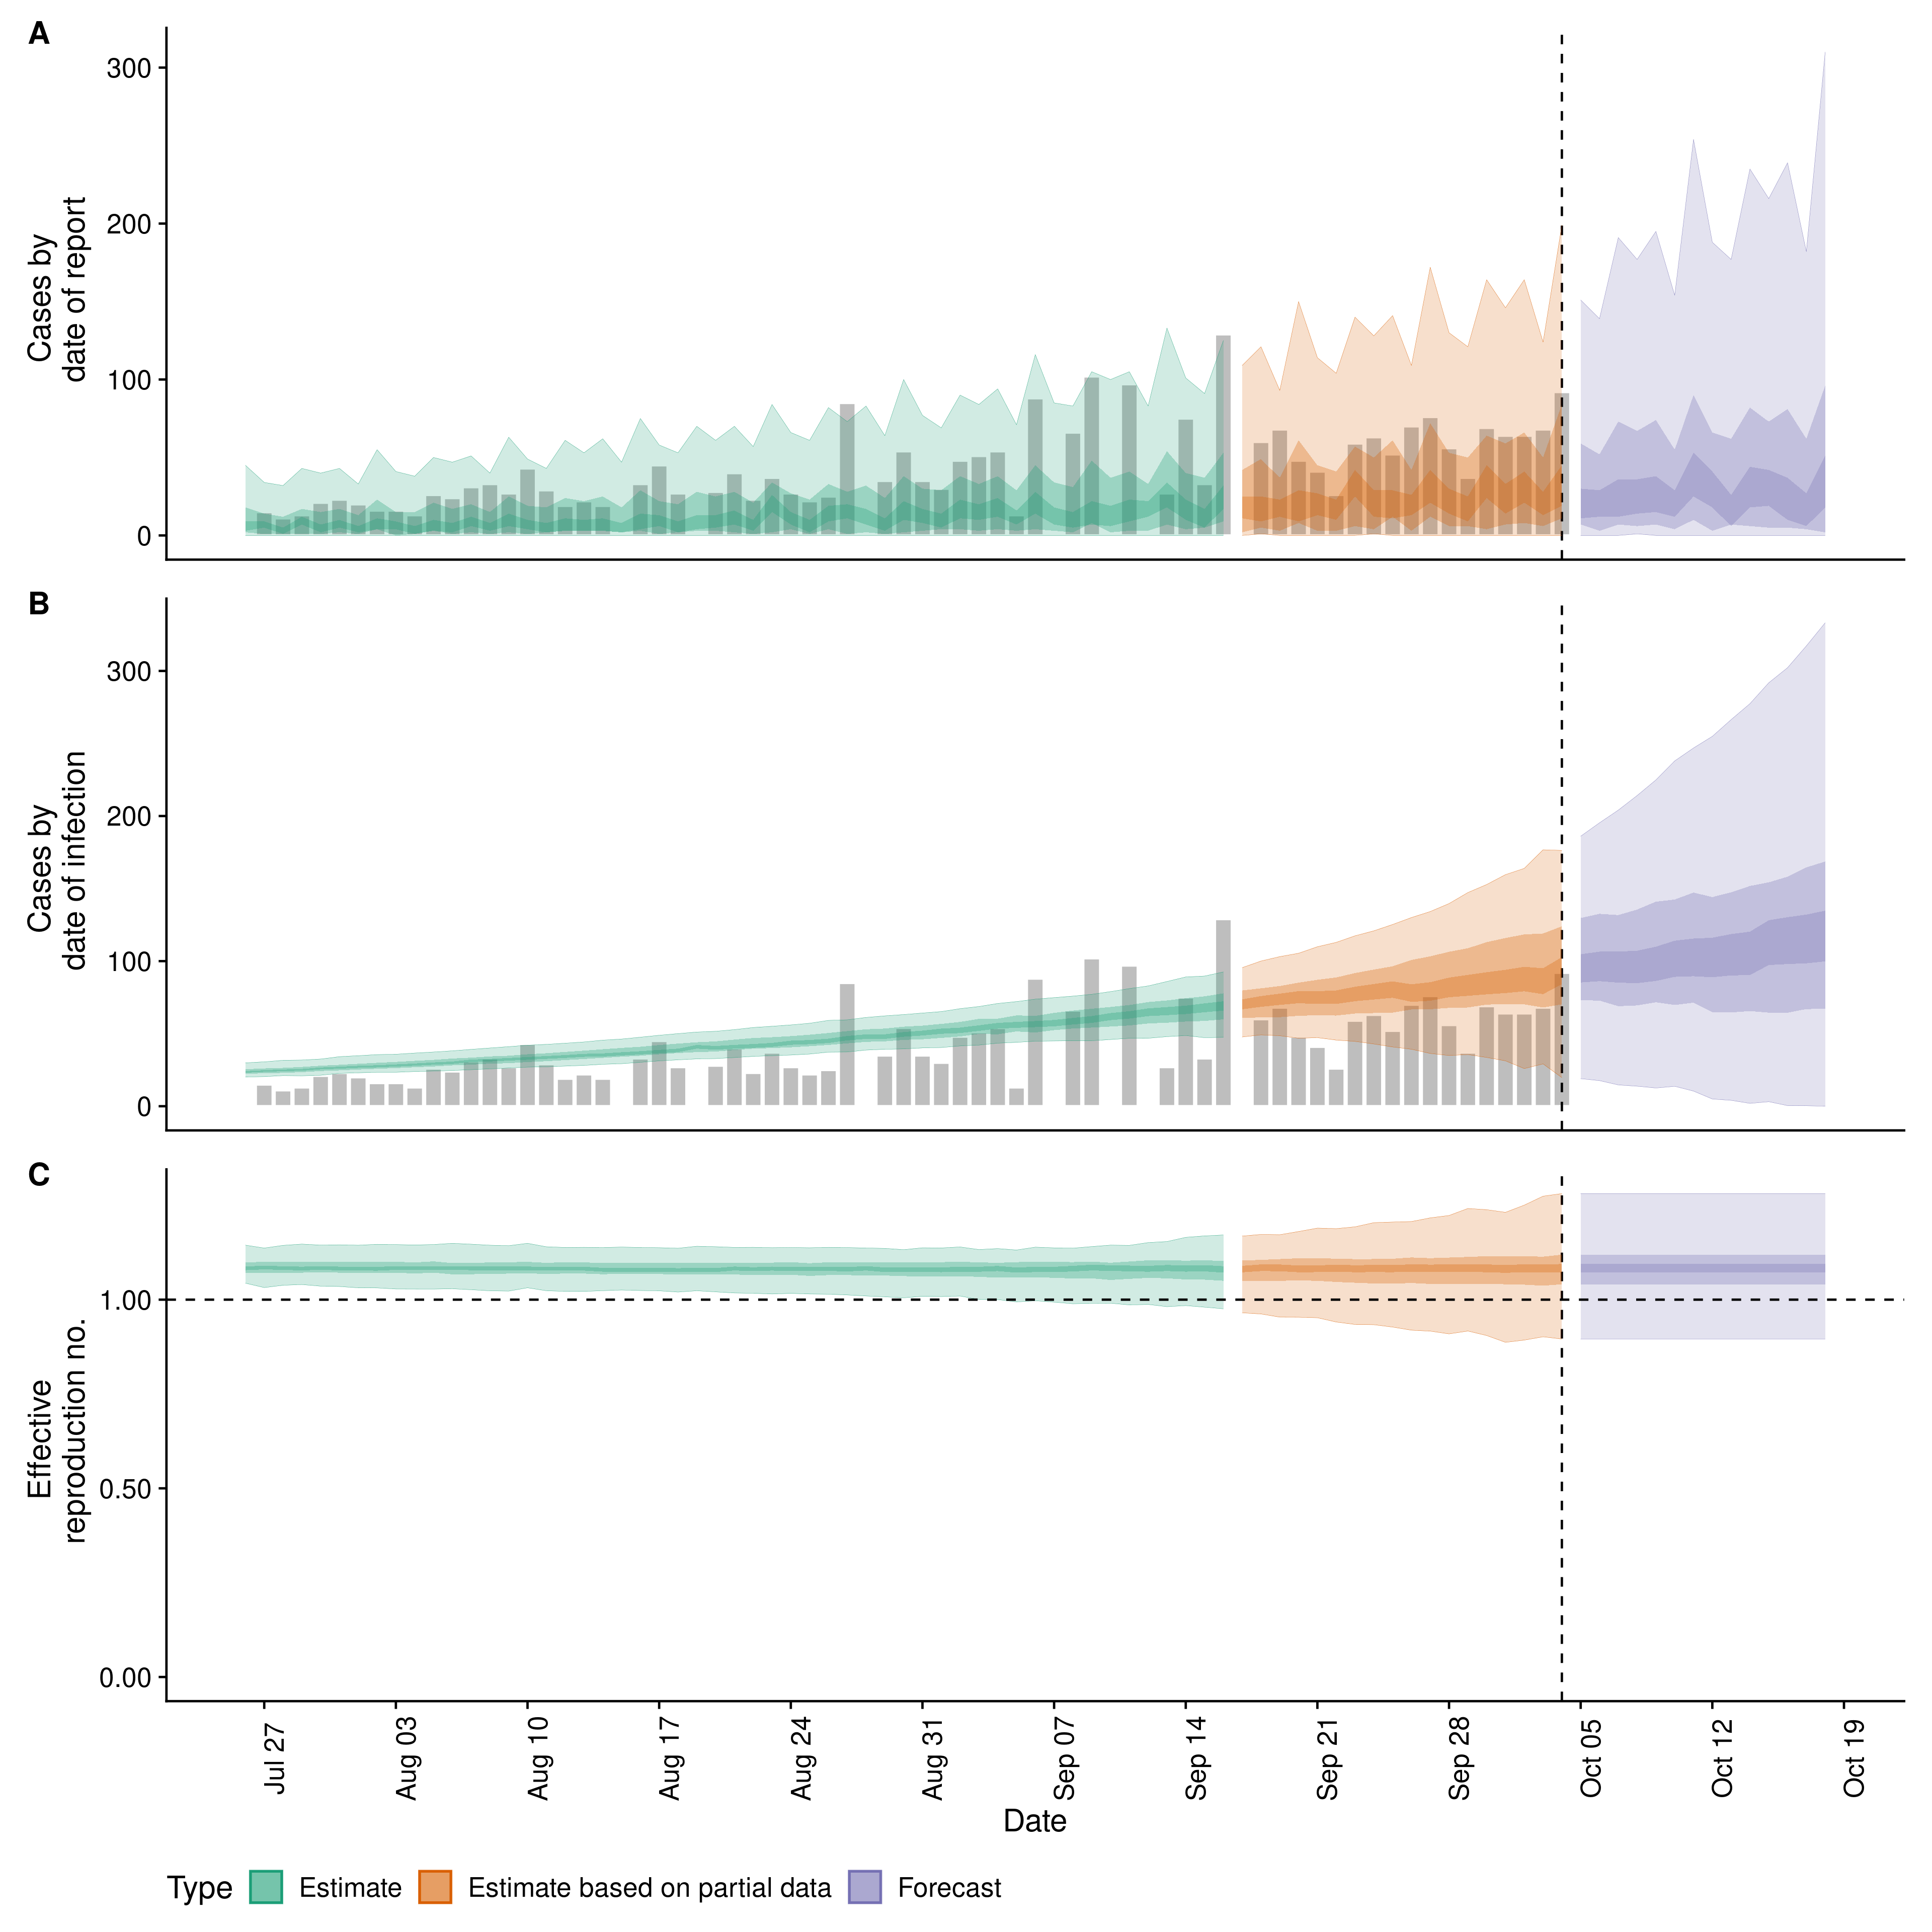 A
Cases by
date of report
300
200
100
0
B
Cases by
date of infection
300
200
100
0
C
Effective
reproduction no.
1.00
0.50
0.00
Jul 27
Aug 03
Aug 10
Aug 17
Aug 24
Aug 31
Sep 07
Sep 14
Sep 21
Sep 28
Oct 05
Oct 12
Oct 19
Date
Type
Estimate
Estimate based on partial data
Forecast